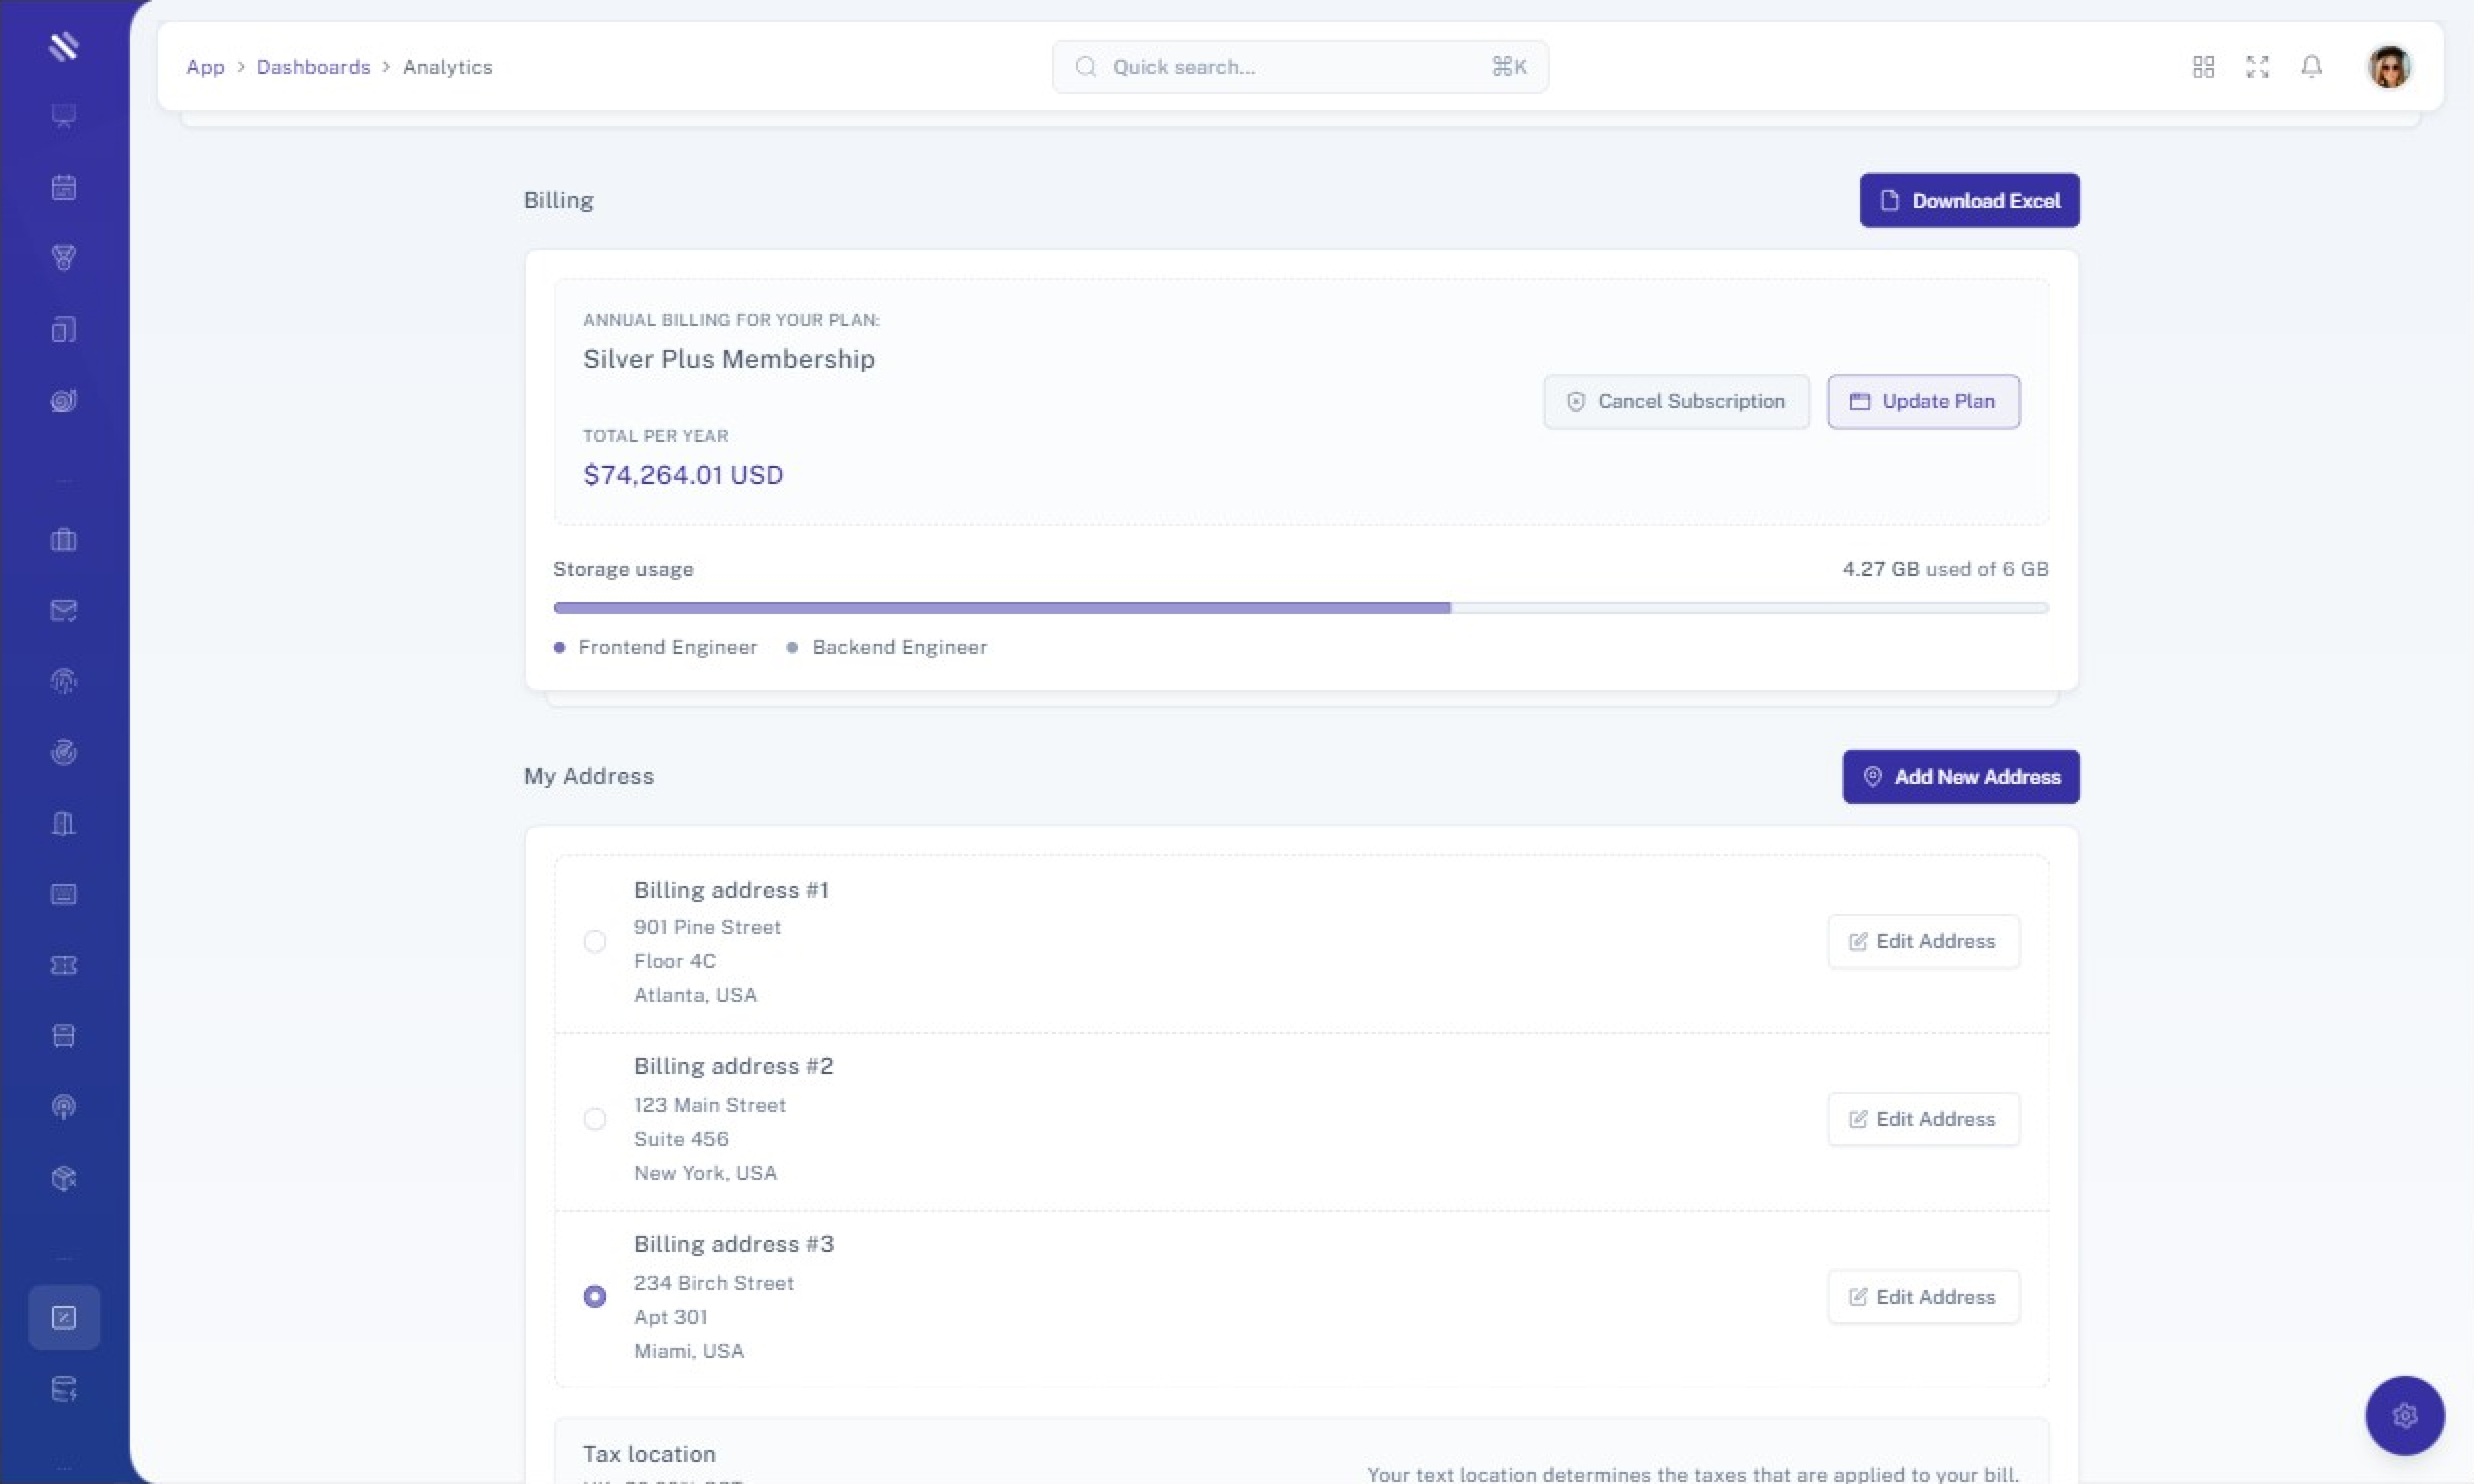 App > Dashboards > Analytics
Quick search... ⌘K
Billing
Download Excel
ANNUAL BILLING FOR YOUR PLAN:
Silver Plus Membership
Cancel Subscription
Update Plan
TOTAL PER YEAR
$74,264.01 USD
Storage usage
4.27 GB used of 6 GB
Frontend Engineer
Backend Engineer
My Address
Add New Address
Billing address #1
901 Pine Street
Floor 4C
Atlanta, USA
Edit Address
Billing address #2
123 Main Street
Suite 456
New York, USA
Edit Address
Billing address #3
234 Birch Street
Apt 301
Miami, USA
Edit Address
Tax location
Your text location determines the taxes that are applied to your bill.